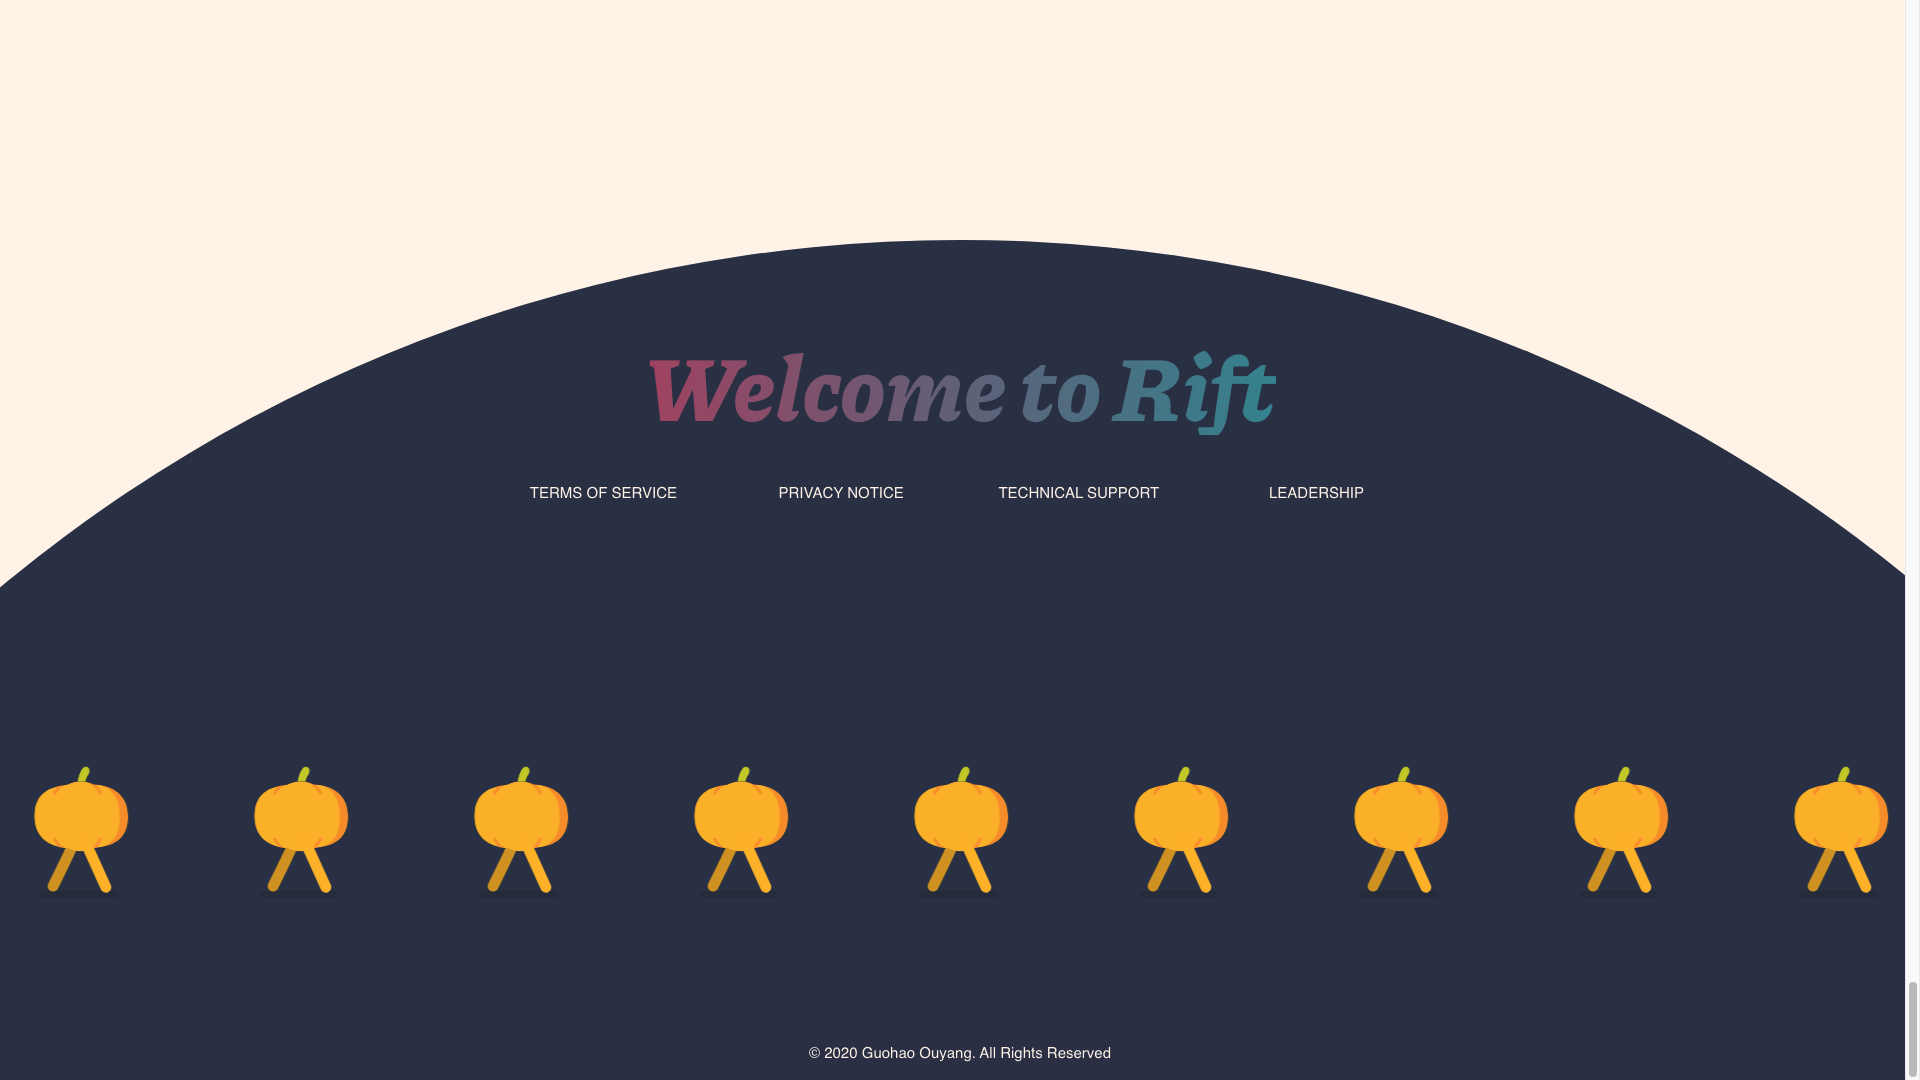 Welcome to Rift
TERMS OF SERVICE PRIVACY NOTICE TECHNICAL SUPPORT LEADERSHIP
© 2020 Guohao Ouyang. All Rights Reserved